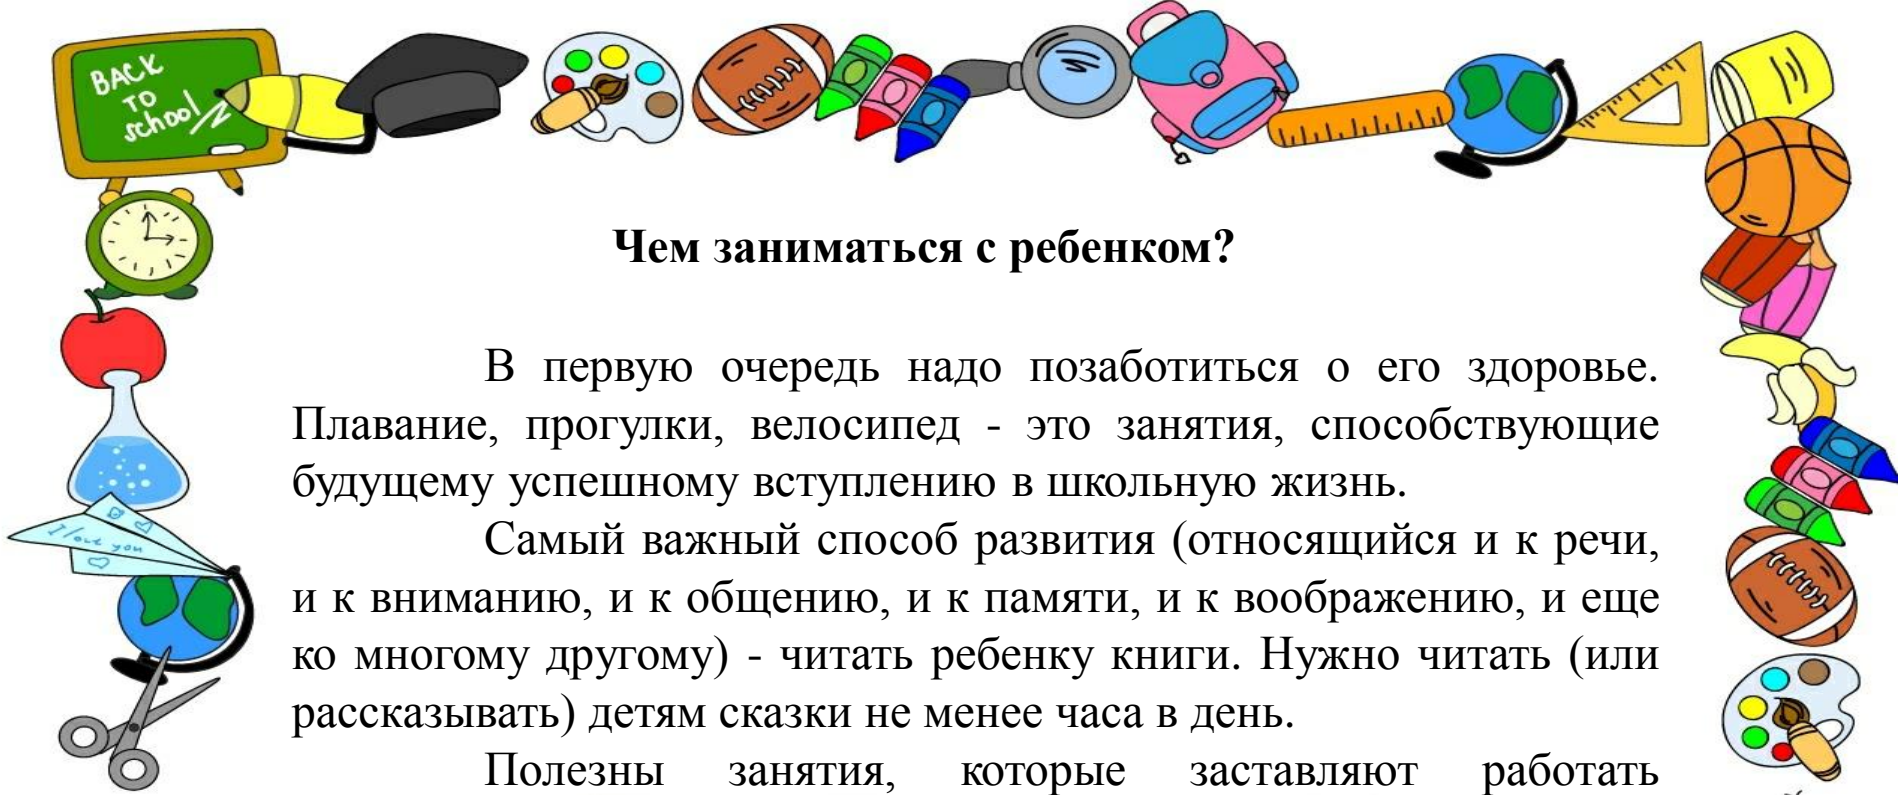 BACK
TO
school
Чем заниматься с ребенком?
В первую очередь надо позаботиться о его здоровье.
Плавание, прогулки, велосипед - это занятия, способствующие
будущему успешному вступлению в школьную жизнь.
Самый важный способ развития (относящийся и к речи,
и к вниманию, и к общению, и к памяти, и к воображению, и еще
ко многому другому) - читать ребенку книги. Нужно читать (или
рассказывать) детям сказки не менее часа в день.
I love you
Полезны занятия, которые заставляют работать